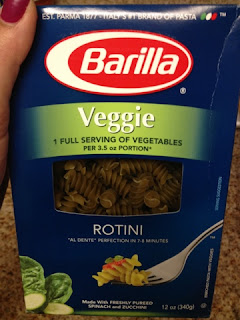 EST. PARMA 1877 - ITALY'S #1 BRAND OF PASTA
Barilla
®
Veggie
1 FULL SERVING OF VEGETABLES
PER 3.5 oz PORTION*
ROTINI
"AL DENTE" PERFECTION IN 7-8 MINUTES
Made With FRESHLY PUREED
SPINACH and ZUCCHINI
12 oz (340g)